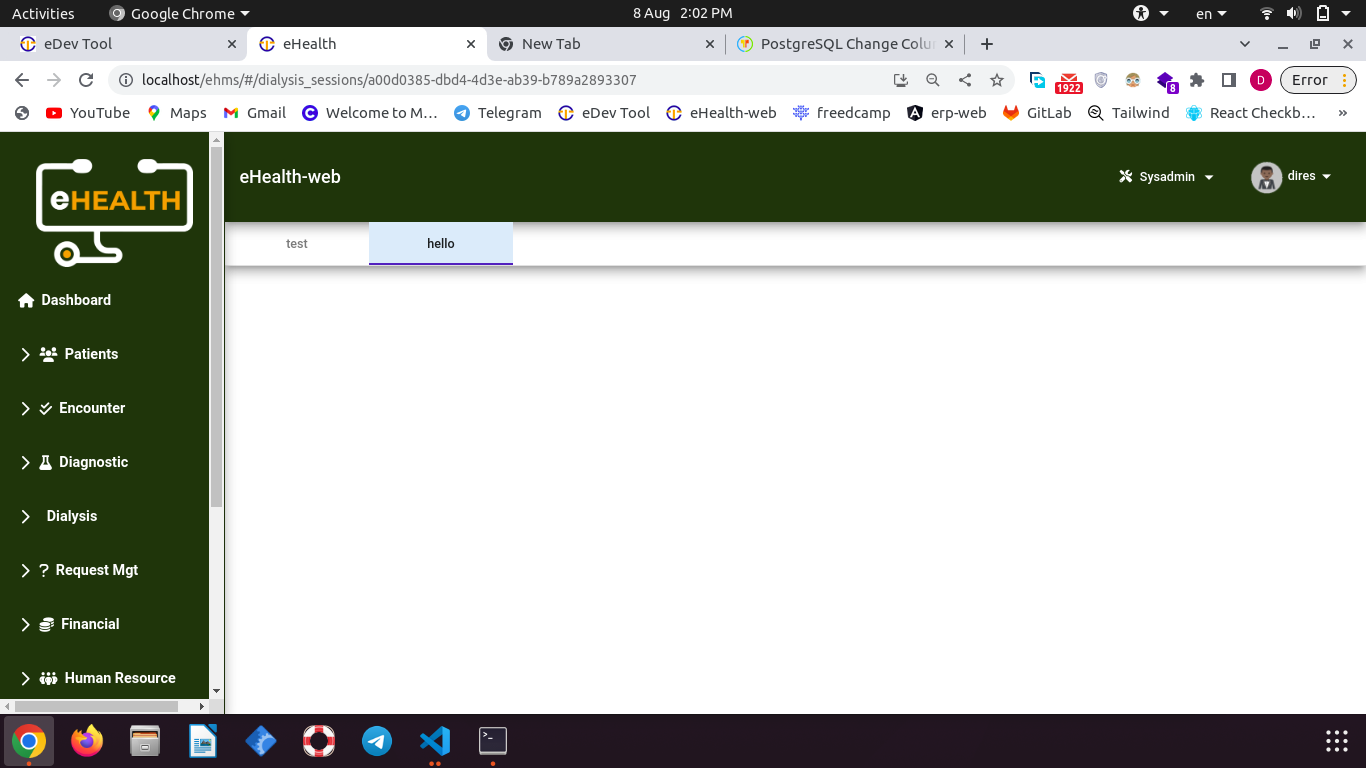 Activities Google Chrome 8 Aug 2:02 PM en
eDev Tool eHealth New Tab PostgreSQL Change Colu
localhost/ehms/#/dialysis_sessions/a00d0385-dbd4-4d3e-ab39-b789a2893307 1922 8 D Error
YouTube Maps Gmail Welcome to M… Telegram eDev Tool eHealth-web freedcamp erp-web GitLab Tailwind React Checkb… »
eHEALTH
eHealth-web Sysadmin dires
test hello
Dashboard
Patients
Encounter
Diagnostic
Dialysis
? Request Mgt
Financial
Human Resource